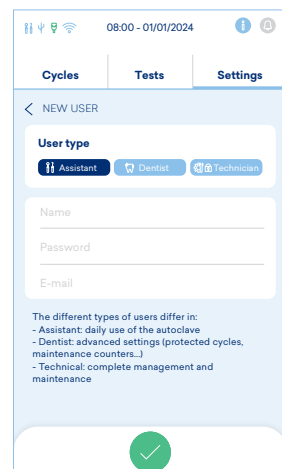 08:00 - 01/01/2024
Cycles Tests Settings
NEW USER
User type
Assistant Dentist Technician
Name
Password
E-mail
The different types of users differ in:
- Assistant: daily use of the autoclave
- Dentist: advanced settings (protected cycles,
maintenance counters...)
- Technical: complete management and
maintenance